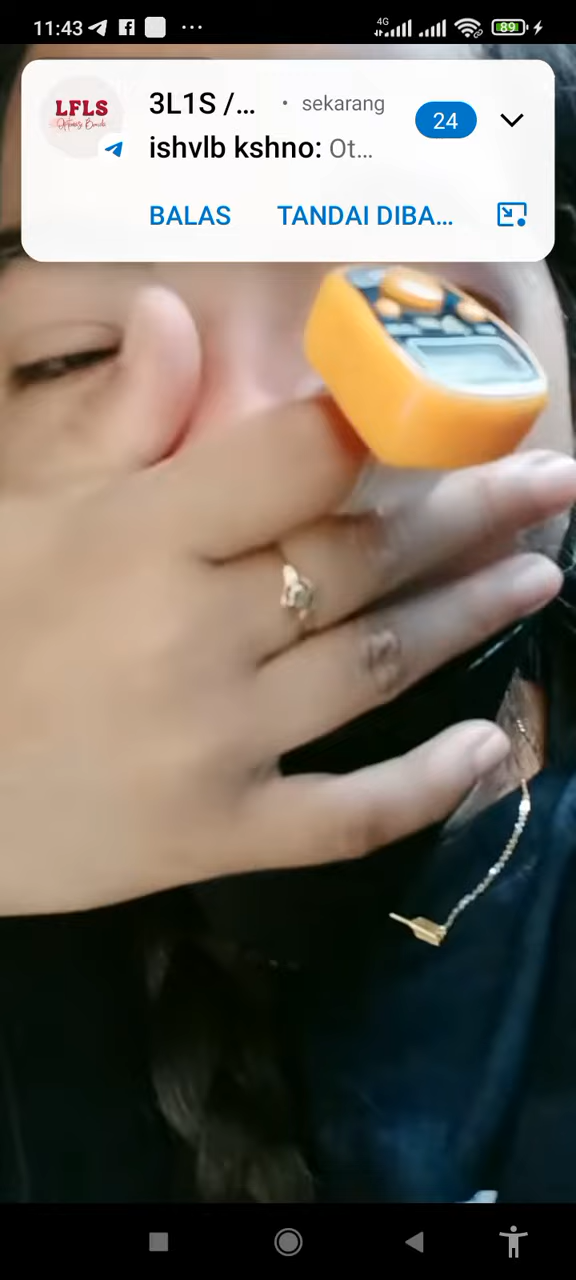 11:43
4G
89
LFLS
3L1S /... • sekarang
24
ishvlb kshno: Ot...
BALAS TANDAI DIBA...